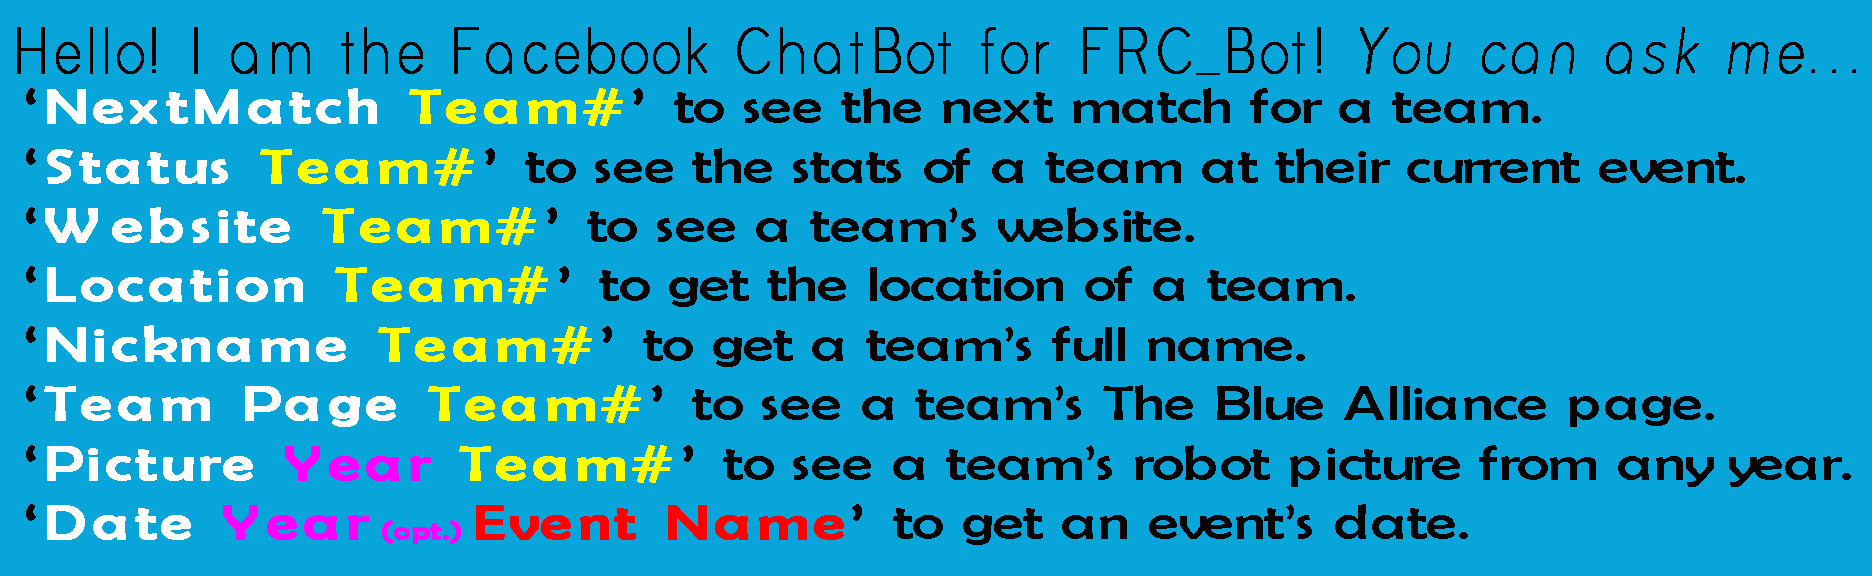 Hello! I am the Facebook ChatBot for FRC_Bot! You can ask me...
‘NextMatch Team#’ to see the next match for a team.
‘Status Team#’ to see the stats of a team at their current event.
‘Website Team#’ to see a team’s website.
‘Location Team#’ to get the location of a team.
‘Nickname Team#’ to get a team’s full name.
‘Team Page Team#’ to see a team’s The Blue Alliance page.
‘Picture Year Team#’ to see a team’s robot picture from any year.
‘Date Year (opt.) Event Name’ to get an event’s date.